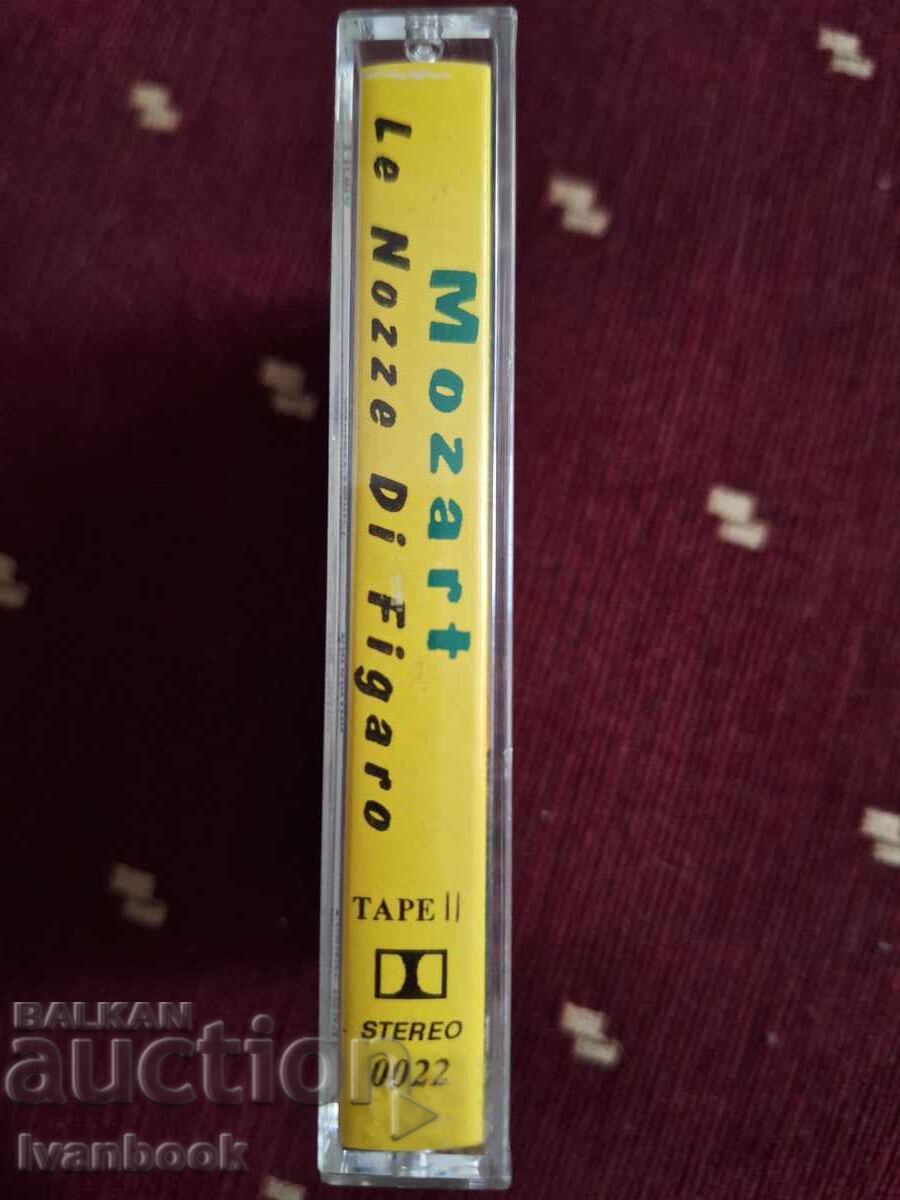 Mozart
Le Nozze Di Figaro
TAPE II
STEREO
0022
BALKAN
auction
Ivanbook